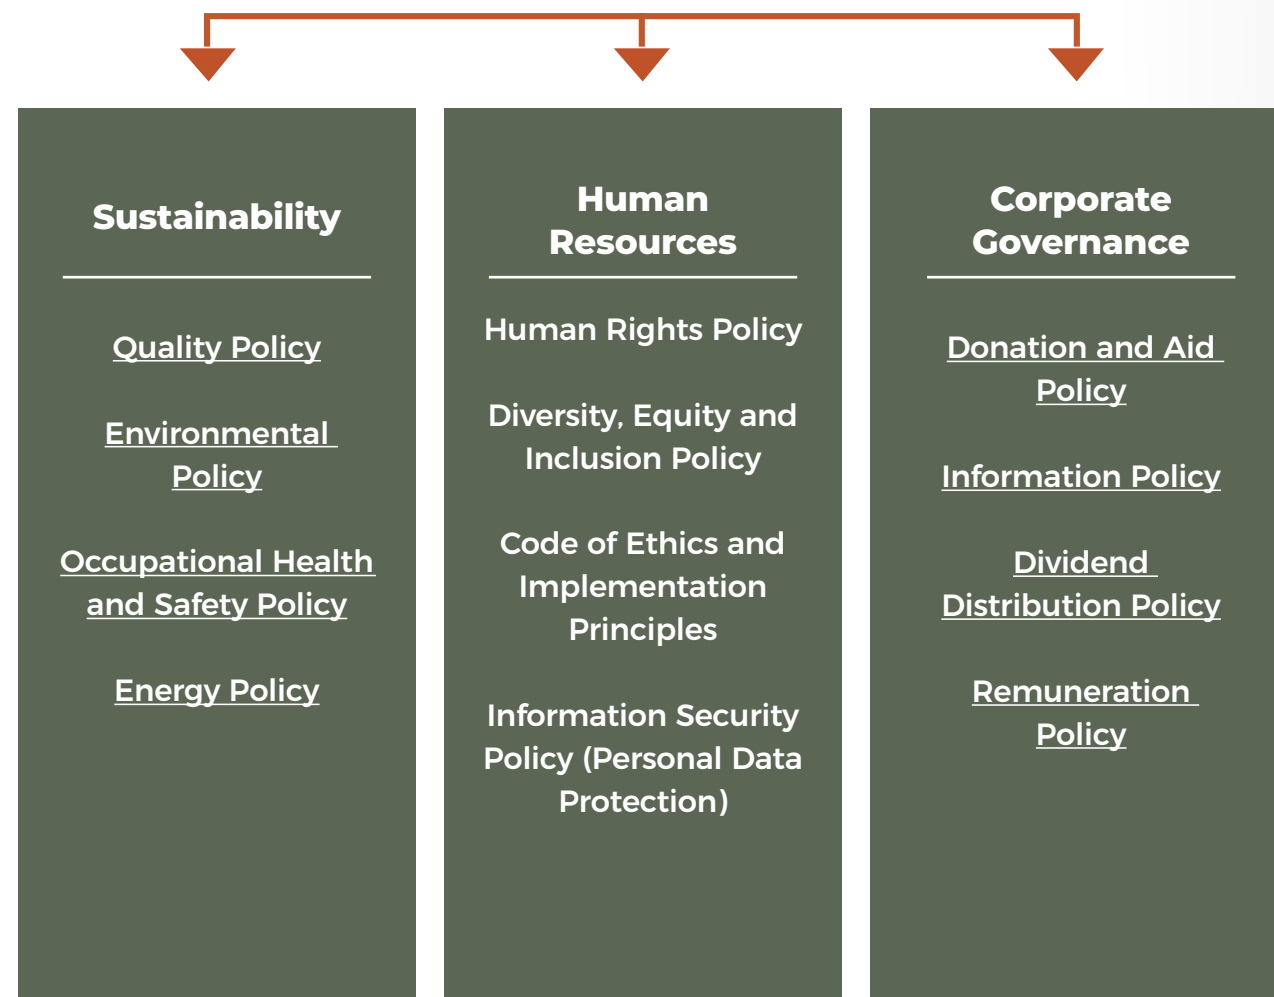 Sustainability
Quality Policy
Environmental
Policy
Occupational Health
and Safety Policy
Energy Policy
Human
Resources
Human Rights Policy
Diversity, Equity and
Inclusion Policy
Code of Ethics and
Implementation
Principles
Information Security
Policy (Personal Data
Protection)
Corporate
Governance
Donation and Aid
Policy
Information Policy
Dividend
Distribution Policy
Remuneration
Policy